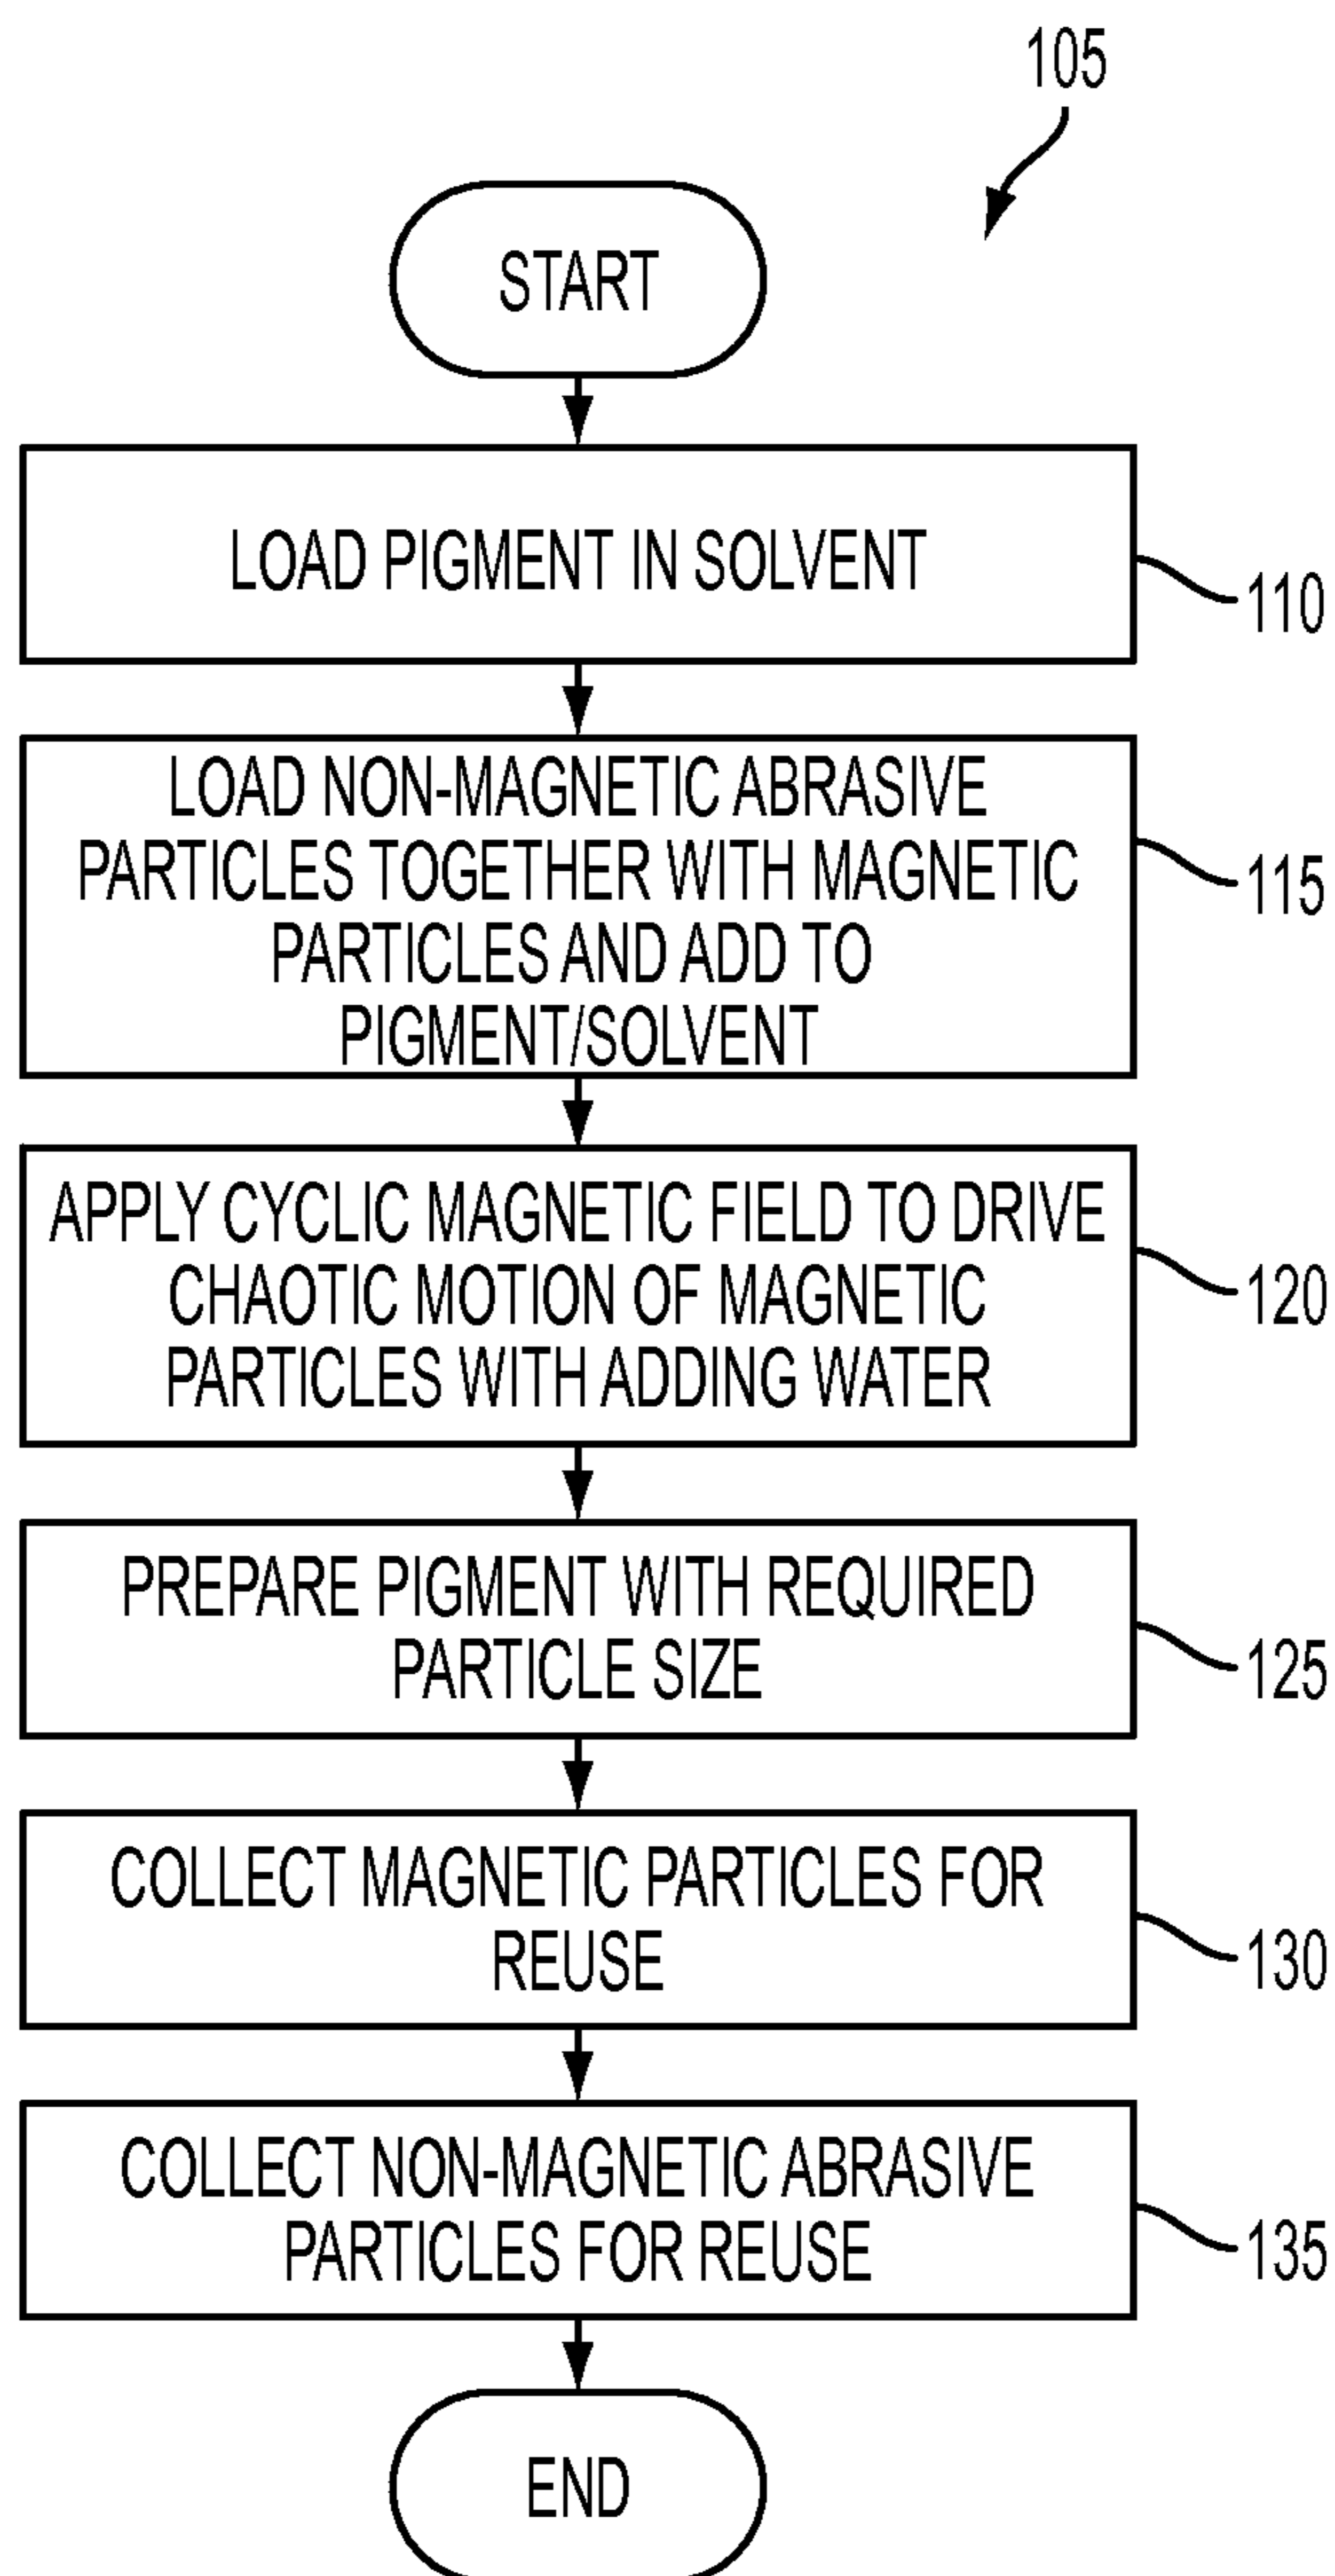 105
START
LOAD PIGMENT IN SOLVENT
110
LOAD NON-MAGNETIC ABRASIVE
PARTICLES TOGETHER WITH MAGNETIC
PARTICLES AND ADD TO
PIGMENT/SOLVENT
115
APPLY CYCLIC MAGNETIC FIELD TO DRIVE
CHAOTIC MOTION OF MAGNETIC
PARTICLES WITH ADDING WATER
120
PREPARE PIGMENT WITH REQUIRED
PARTICLE SIZE
125
COLLECT MAGNETIC PARTICLES FOR
REUSE
130
COLLECT NON-MAGNETIC ABRASIVE
PARTICLES FOR REUSE
135
END